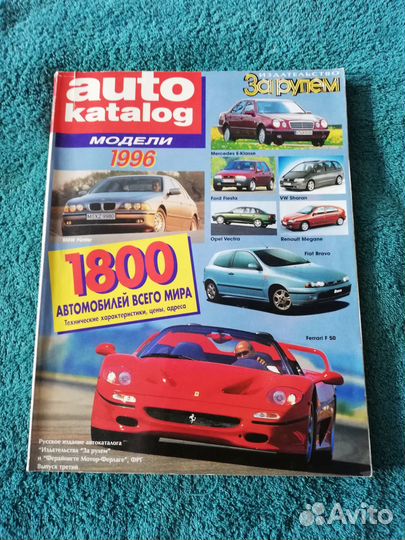 auto
katalog
МОДЕЛИ
1996
ИЗДАТЕЛЬСТВО
За рулем
Mercedes E-Klasse
Ford Fiesta
VW Sharan
BMW Fünfer
Opel Vectra
Renault Megane
Fiat Bravo
1800
АВТОМОБИЛЕЙ ВСЕГО МИРА
Технические характеристики, цены, адреса
Ferrari F 50
Русское издание автокаталога
"Издательства "За рулем"
и "Ферайнигте Мотор-Ферлаге", ФРГ
Выпуск третий
Avito